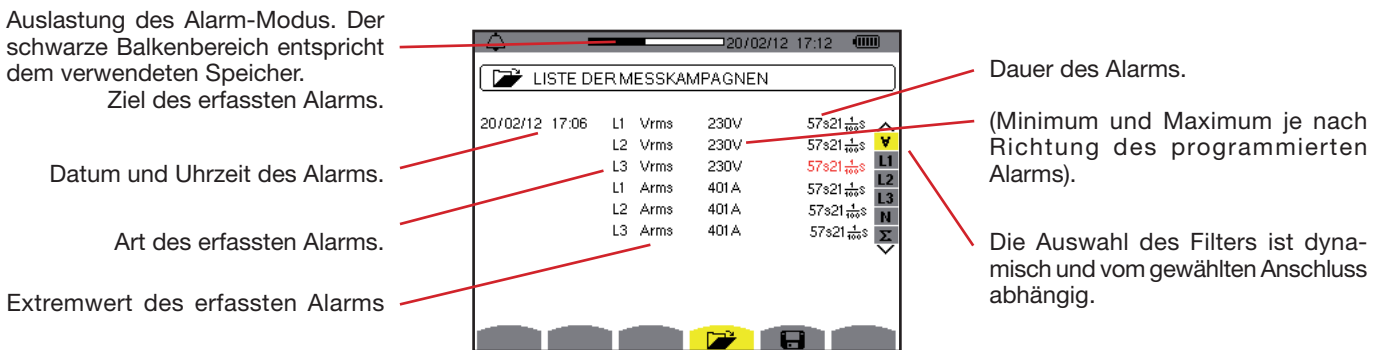 Auslastung des Alarm-Modus. Der
schwarze Balkenbereich entspricht
dem verwendeten Speicher.
Ziel des erfassten Alarms.
Datum und Uhrzeit des Alarms.
Art des erfassten Alarms.
Extremwert des erfassten Alarms
20/02/12 17:12
LISTE DER MESSKAMPAGNEN
20/02/12 17:06 L1 Vrms 230V 57s21 1/100 s
L2 Vrms 230V 57s21 1/100 s
L3 Vrms 230V 57s21 1/100 s
L1 Arms 401A 57s21 1/100 s
L2 Arms 401A 57s21 1/100 s
L3 Arms 401A 57s21 1/100 s
∀
L1
L2
L3
N
Σ
Dauer des Alarms.
(Minimum und Maximum je nach
Richtung des programmierten
Alarms).
Die Auswahl des Filters ist dyna-
misch und vom gewählten Anschluss
abhängig.